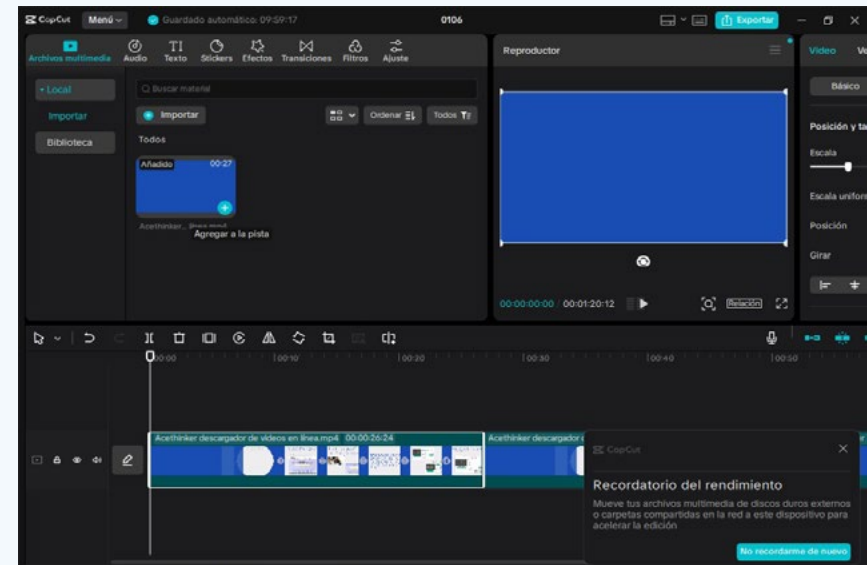 CapCut Menú Guardado automático: 09:59:17 0106 Exportar
Archivos multimedia Audio Texto Stickers Efectos Transiciones Filtros Ajuste
Reproductor
Video
Local
Importar
Biblioteca
Buscar material
Importar
Ordenar
Todos
Todos
Añadido 00:27
Agregar a la pista
00:00:00:00 00:01:20:12
Relación
Básico
Posición y ta
Escala
Escala uniform
Posición
Girar
00:00 00:10 00:20 00:30 00:40 00:50
Acethinker descargador de videos en línea.mp4 00:00:26:24
Acethinker descargador
CapCut
Recordatorio del rendimiento
Mueve tus archivos multimedia de discos duros externos
o carpetas compartidas en la red a este dispositivo para
acelerar la edición
No recordarme de nuevo